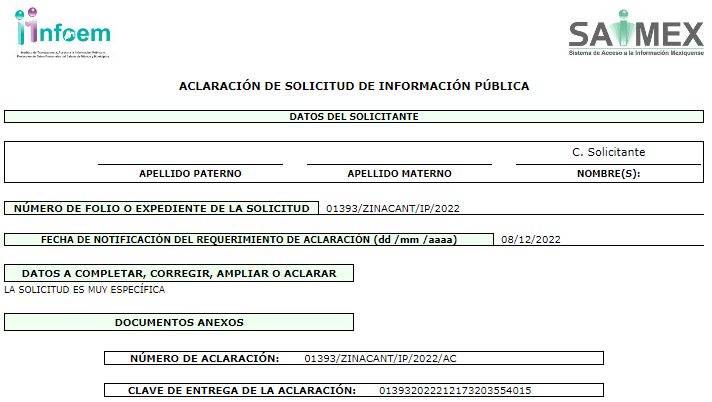 infoem
Instituto de Transparencia, Acceso a la Información Pública y
Protección de Datos Personales del Estado de México y Municipios
SAIMEX
Sistema de Acceso a la Información Mexiquense
ACLARACIÓN DE SOLICITUD DE INFORMACIÓN PÚBLICA
DATOS DEL SOLICITANTE
C. Solicitante
APELLIDO PATERNO APELLIDO MATERNO NOMBRE(S):
NÚMERO DE FOLIO O EXPEDIENTE DE LA SOLICITUD 01393/ZINACANT/IP/2022
FECHA DE NOTIFICACIÓN DEL REQUERIMIENTO DE ACLARACIÓN (dd /mm /aaaa) 08/12/2022
DATOS A COMPLETAR, CORREGIR, AMPLIAR O ACLARAR
LA SOLICITUD ES MUY ESPECÍFICA
DOCUMENTOS ANEXOS
NÚMERO DE ACLARACIÓN: 01393/ZINACANT/IP/2022/AC
CLAVE DE ENTREGA DE LA ACLARACIÓN: 013932022212173203554015